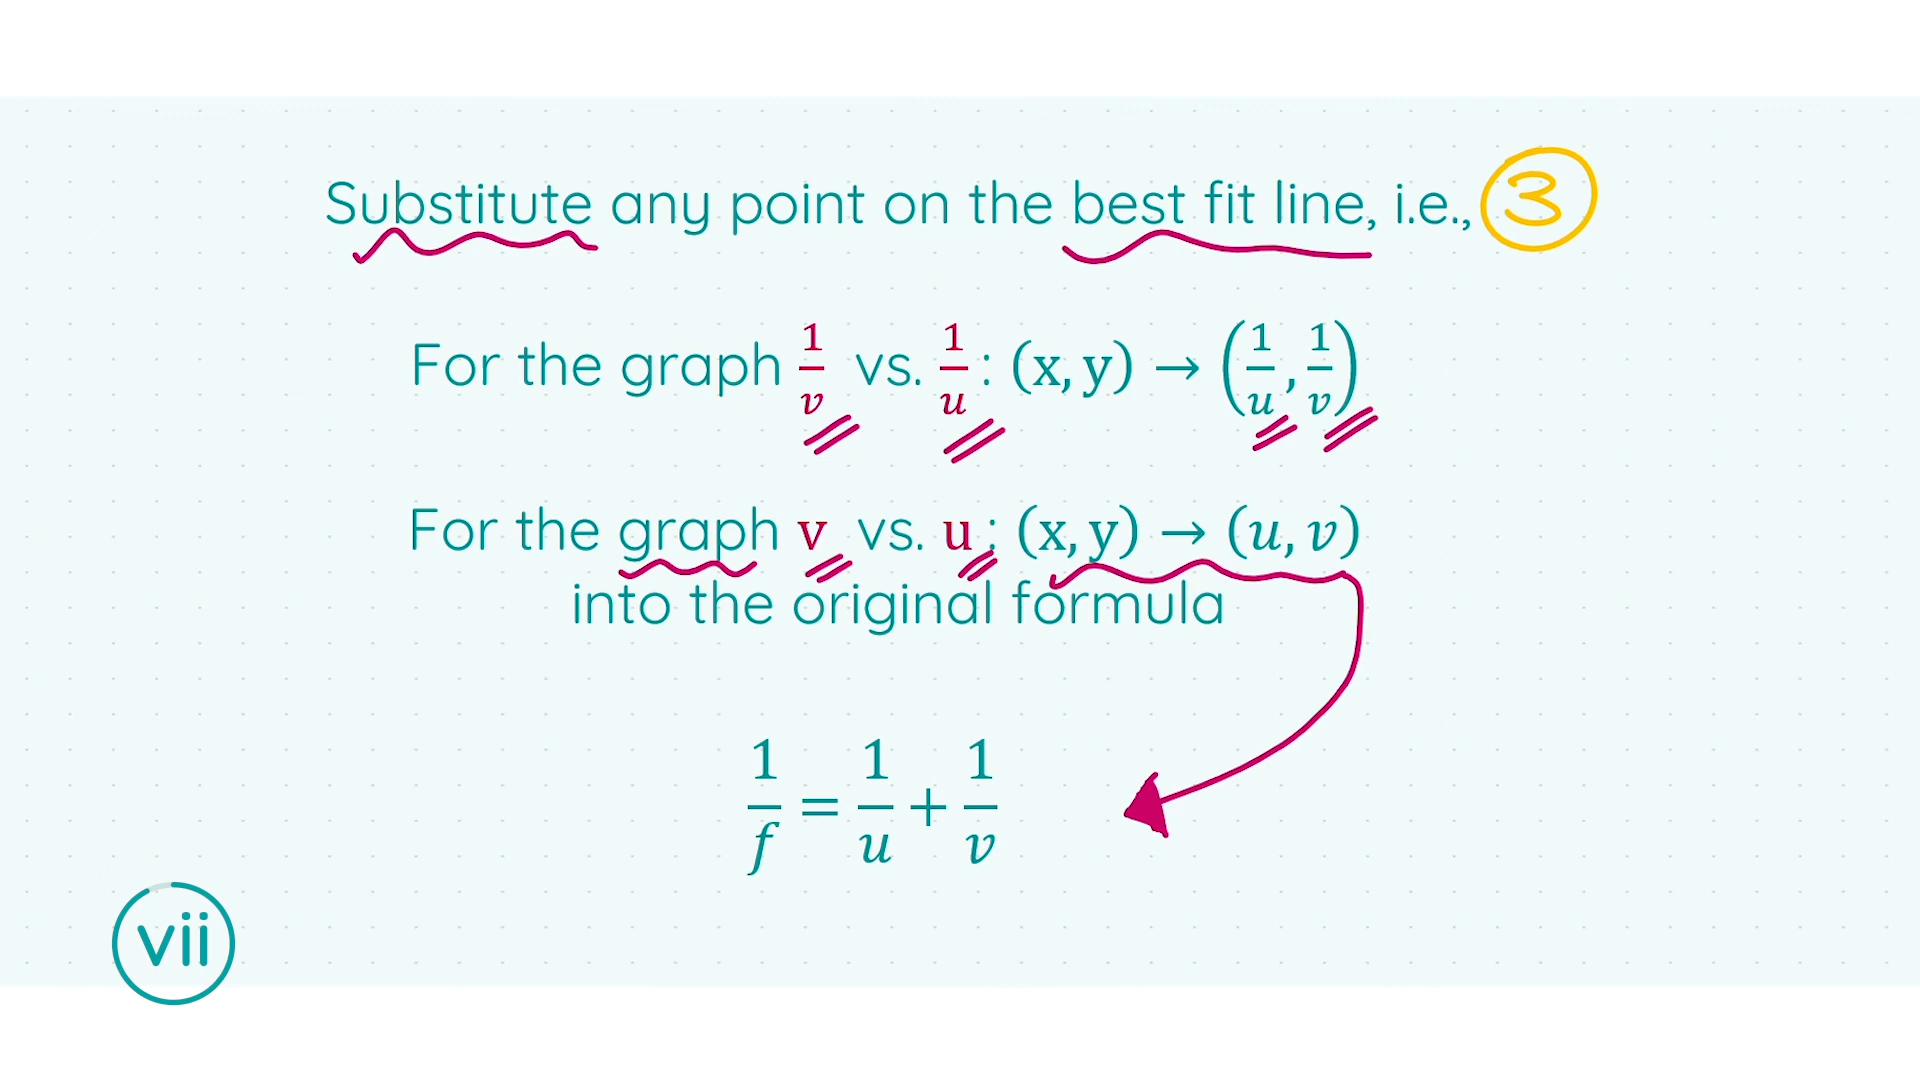 Substitute any point on the best fit line, i.e., 3
For the graph 1/v vs. 1/u : (x, y) → (1/u, 1/v)
For the graph v vs. u : (x, y) → (u, v)
into the original formula
1/f = 1/u + 1/v
vii